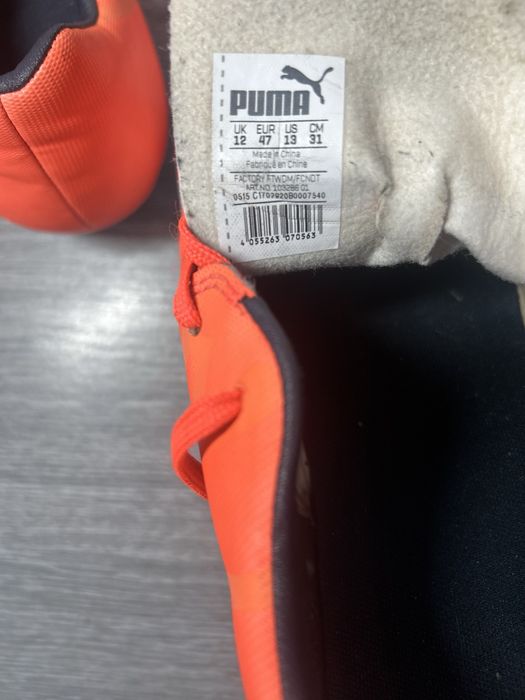 PUMA
UK EUR US CM
12 47 13 31
Made in China
Fabriqué en Chine
FACTORY FTWDM/FCNDT
ART.NO. 103286 01
0515 C1F07920B0007540
4 055263 070563